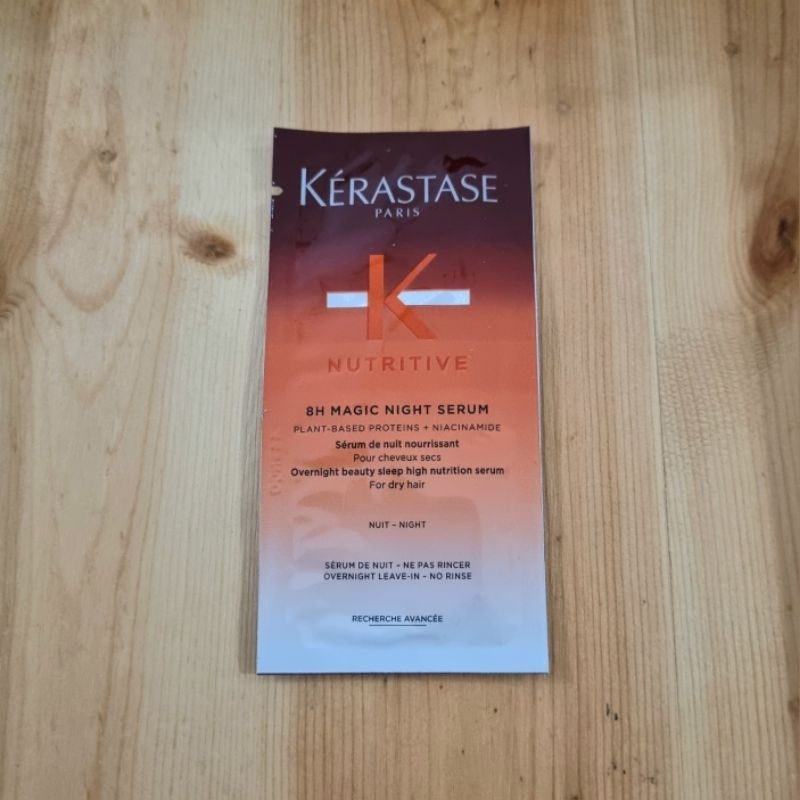 KÉRASTASE
PARIS
K
NUTRITIVE
8H MAGIC NIGHT SERUM
PLANT-BASED PROTEINS + NIACINAMIDE
Sérum de nuit nourrissant
Pour cheveux secs
Overnight beauty sleep high nutrition serum
For dry hair
NUIT - NIGHT
SÉRUM DE NUIT - NE PAS RINCER
OVERNIGHT LEAVE-IN - NO RINSE
RECHERCHE AVANCÉE